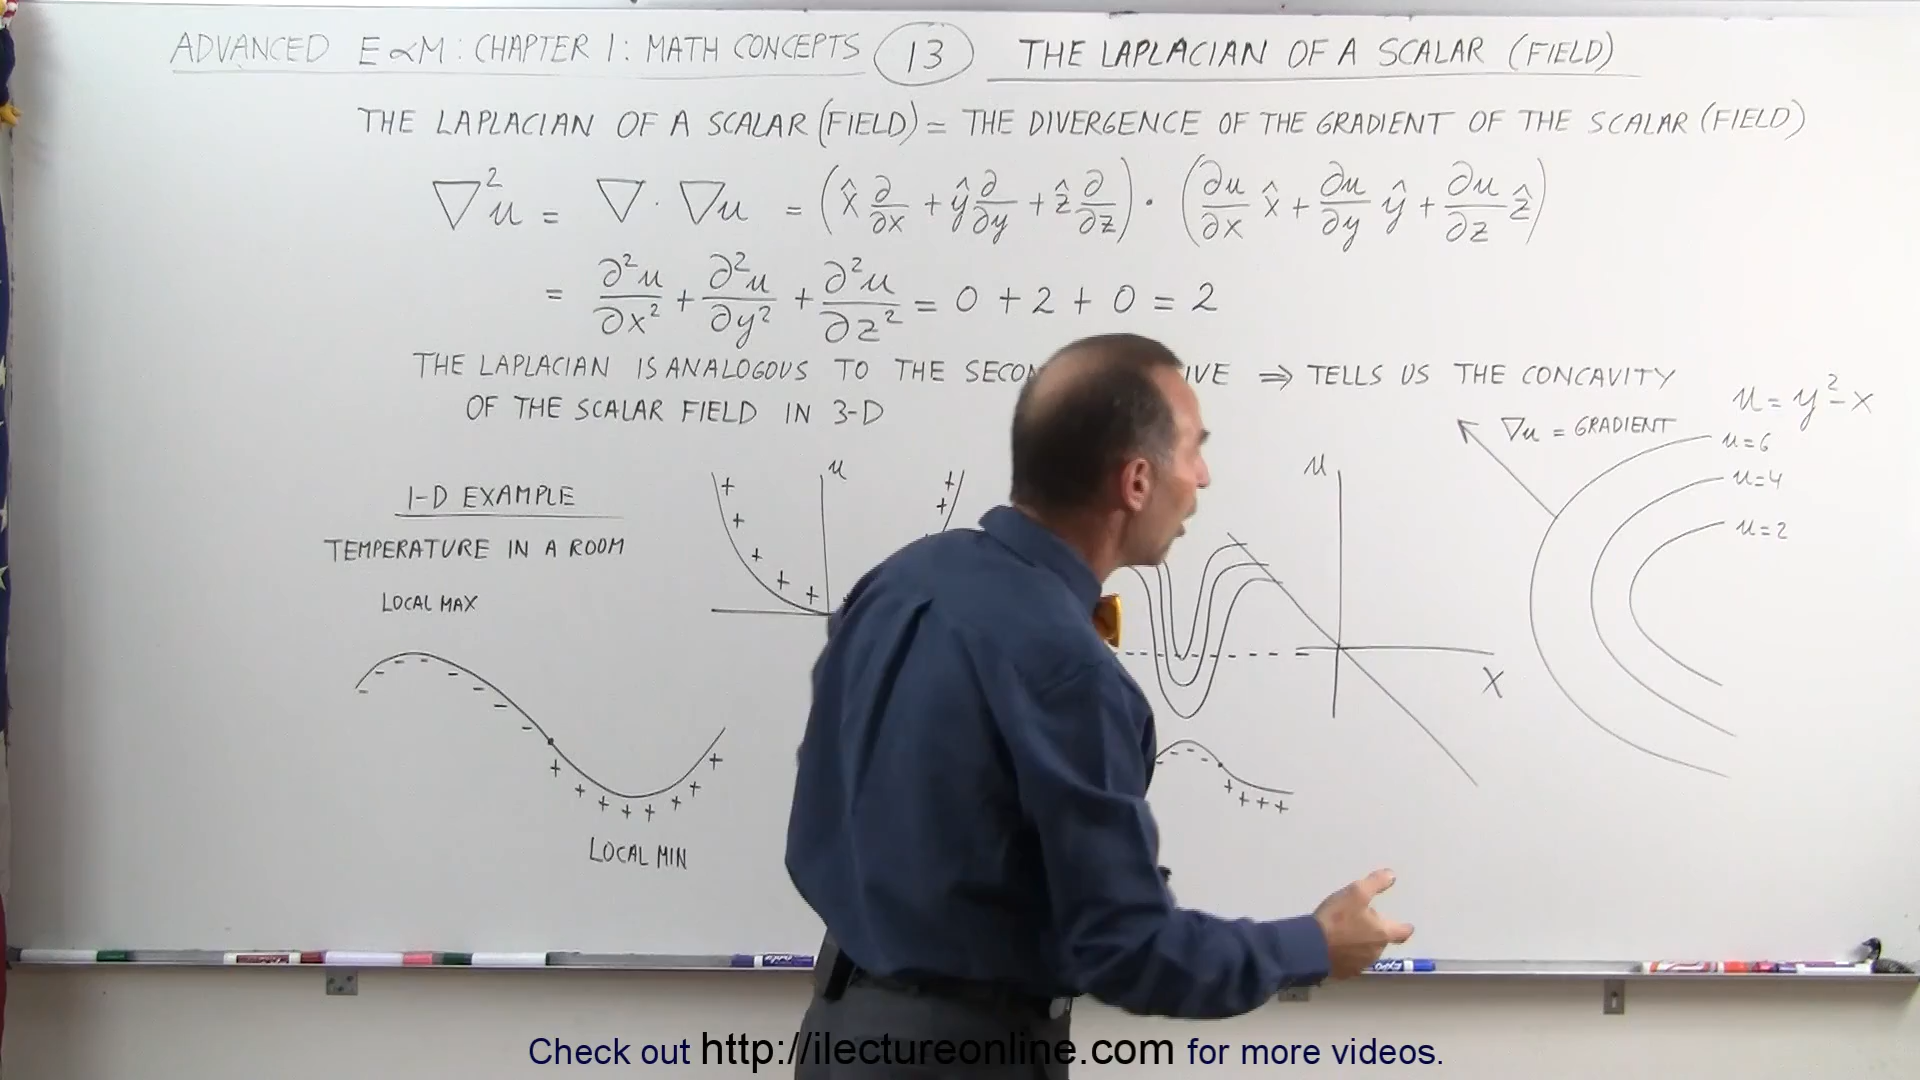 ADVANCED E&M: CHAPTER 1: MATH CONCEPTS 13 THE LAPLACIAN OF A SCALAR (FIELD)
THE LAPLACIAN OF A SCALAR (FIELD) = THE DIVERGENCE OF THE GRADIENT OF THE SCALAR (FIELD)
∇²u = ∇·∇u = (x̂ ∂/∂x + ŷ ∂/∂y + ẑ ∂/∂z) · (∂u/∂x x̂ + ∂u/∂y ŷ + ∂u/∂z ẑ)
= ∂²u/∂x² + ∂²u/∂y² + ∂²u/∂z² = 0 + 2 + 0 = 2
THE LAPLACIAN IS ANALOGOUS TO THE ⇒ TELLS US THE CONCAVITY
OF THE SCALAR FIELD IN 3-D
u = y² - x
∇u = GRADIENT
u=6
u=4
u=2
1-D EXAMPLE
TEMPERATURE IN A ROOM
LOCAL MAX
LOCAL MIN
u
+ + + + +
+ +
- - - - - -
+ + + + + + + +
u
X
- - - -
+ + + +
Check out http://ilectureonline.com for more videos.